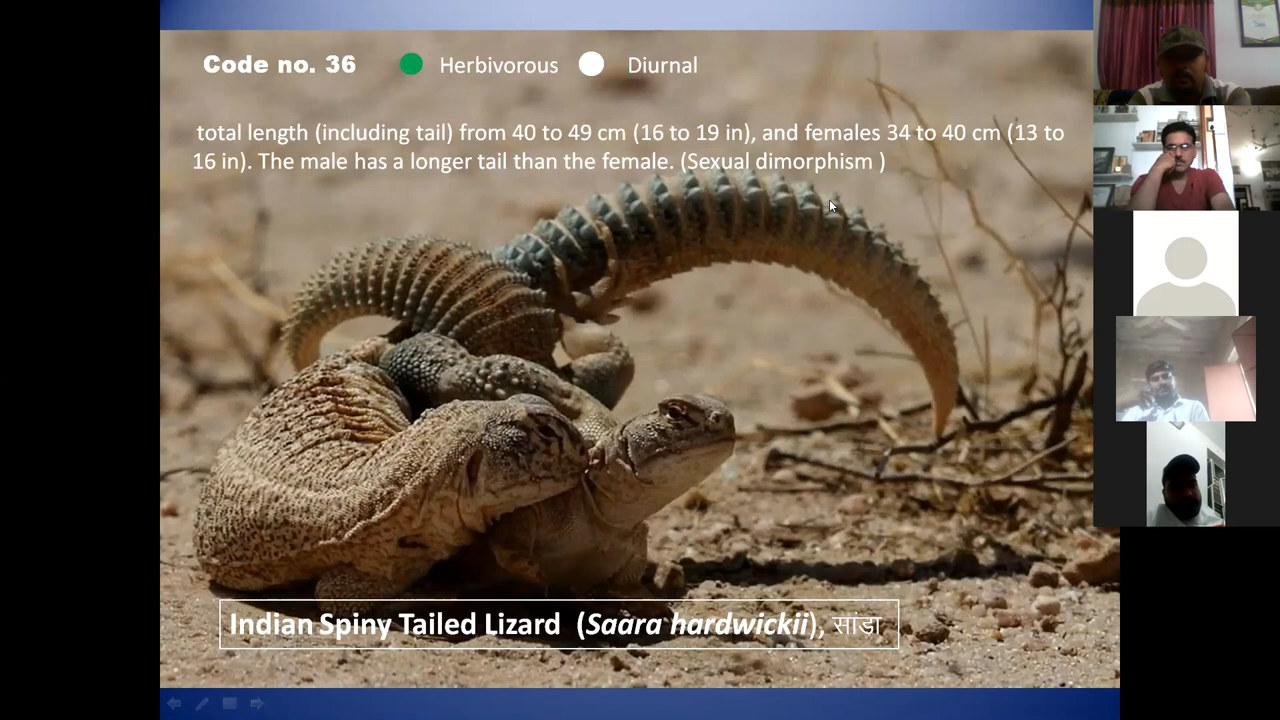 Code no. 36 Herbivorous Diurnal
total length (including tail) from 40 to 49 cm (16 to 19 in), and females 34 to 40 cm (13 to
16 in). The male has a longer tail than the female. (Sexual dimorphism )
Indian Spiny Tailed Lizard (Saara hardwickii), सांडा